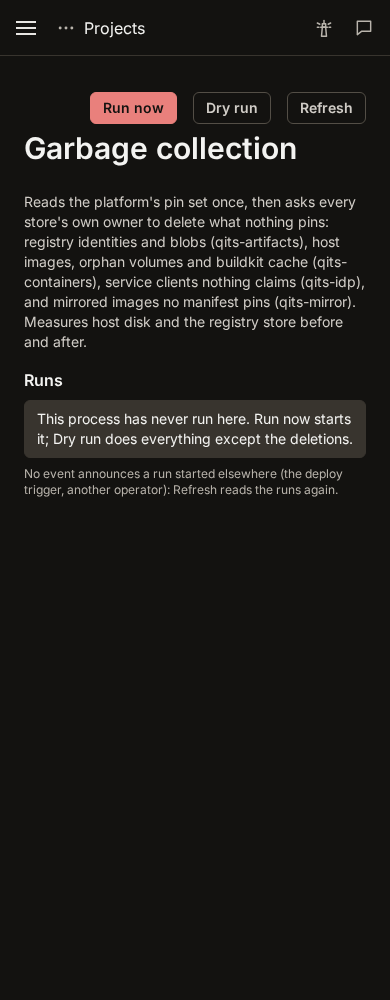 Projects
Run now
Dry run
Refresh
Garbage collection
Reads the platform's pin set once, then asks every
store's own owner to delete what nothing pins:
registry identities and blobs (qits-artifacts), host
images, orphan volumes and buildkit cache (qits-
containers), service clients nothing claims (qits-idp),
and mirrored images no manifest pins (qits-mirror).
Measures host disk and the registry store before
and after.
Runs
This process has never run here. Run now starts
it; Dry run does everything except the deletions.
No event announces a run started elsewhere (the deploy
trigger, another operator): Refresh reads the runs again.